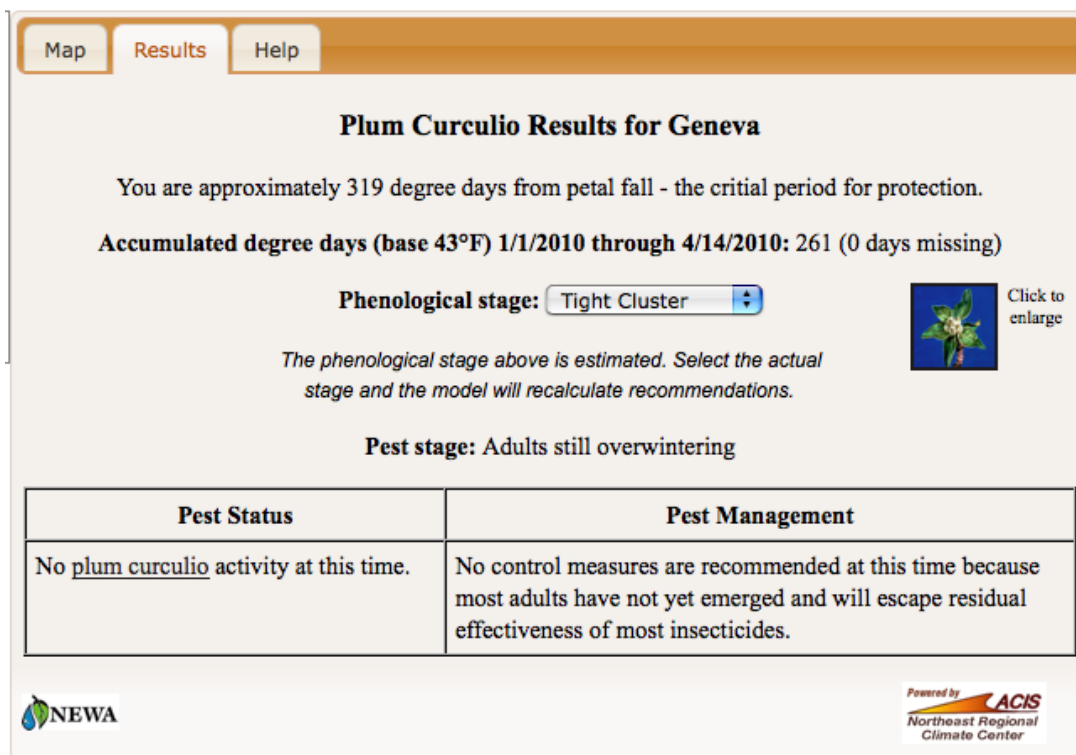 Map Results Help
Plum Curculio Results for Geneva
You are approximately 319 degree days from petal fall - the critial period for protection.
Accumulated degree days (base 43°F) 1/1/2010 through 4/14/2010: 261 (0 days missing)
Phenological stage: Tight Cluster
Click to
enlarge
The phenological stage above is estimated. Select the actual
stage and the model will recalculate recommendations.
Pest stage: Adults still overwintering
Pest Status
Pest Management
No plum curculio activity at this time.
No control measures are recommended at this time because
most adults have not yet emerged and will escape residual
effectiveness of most insecticides.
NEWA
Powered by
ACIS
Northeast Regional
Climate Center